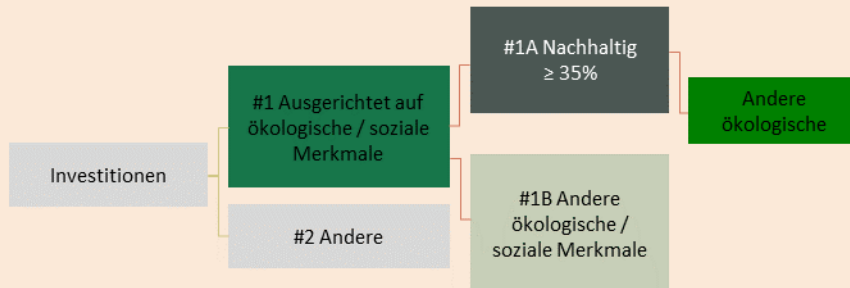 Investitionen
#1 Ausgerichtet auf
ökologische / soziale
Merkmale
#2 Andere
#1A Nachhaltig
≥ 35%
#1B Andere
ökologische /
soziale Merkmale
Andere
ökologische